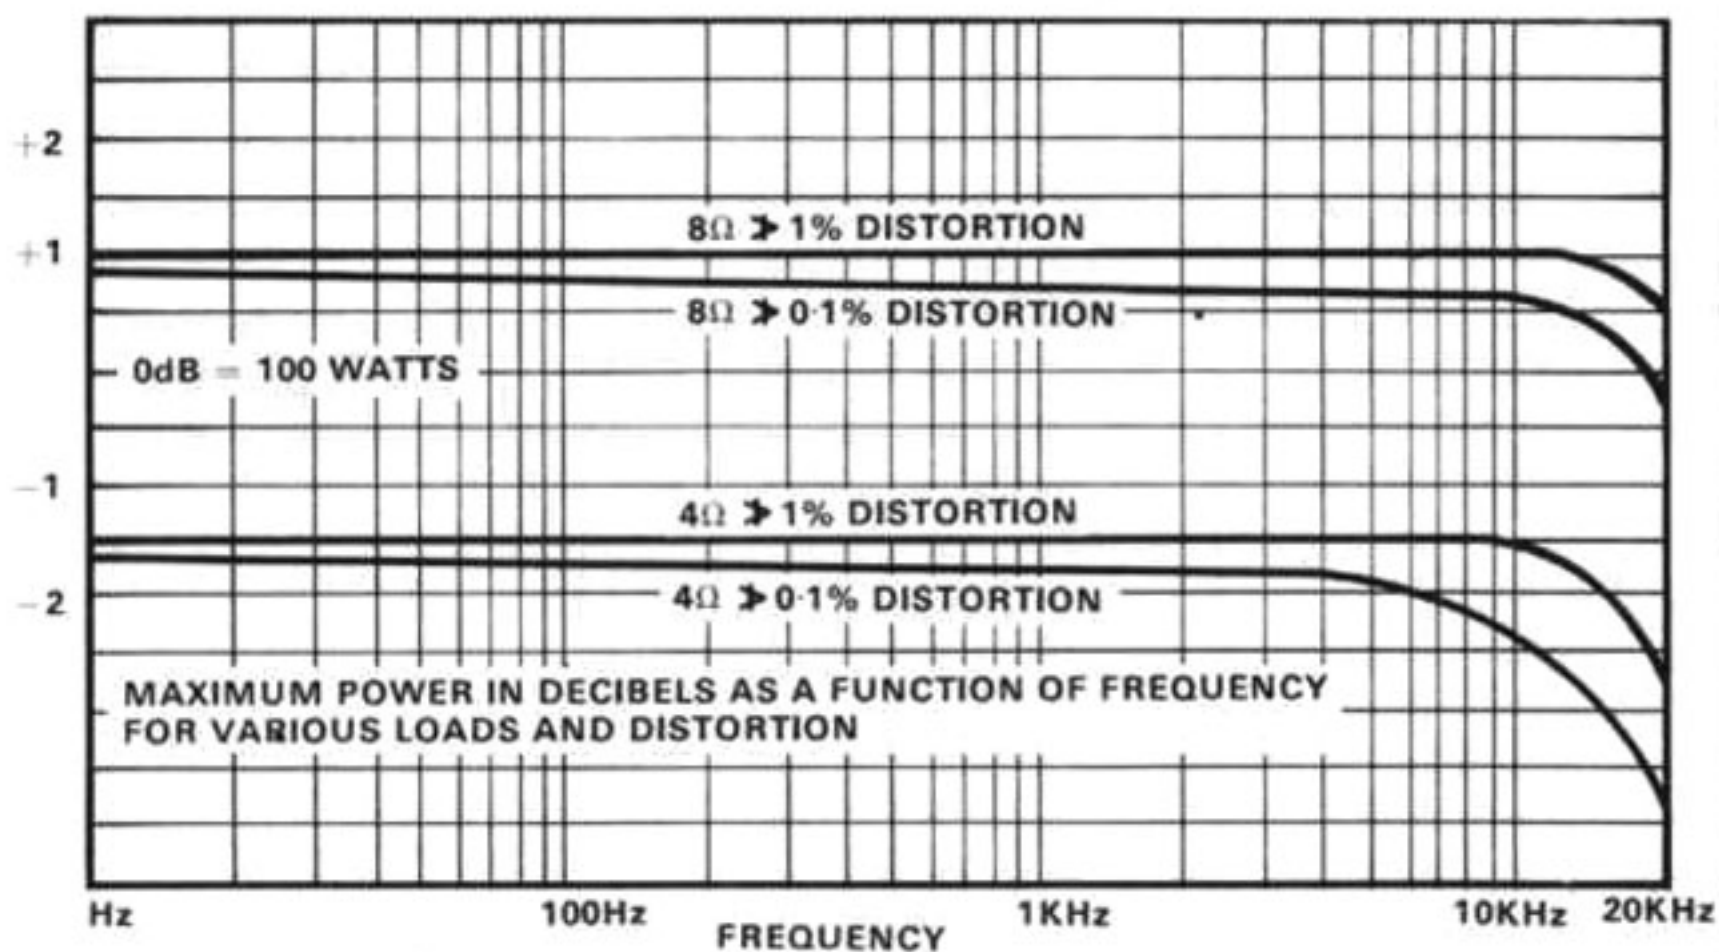 +2
8Ω ≯ 1% DISTORTION
+1
8Ω ≯ 0·1% DISTORTION
0dB = 100 WATTS
−1
4Ω ≯ 1% DISTORTION
−2
4Ω ≯ 0·1% DISTORTION
MAXIMUM POWER IN DECIBELS AS A FUNCTION OF FREQUENCY
FOR VARIOUS LOADS AND DISTORTION
Hz 100Hz 1KHz 10KHz 20KHz
FREQUENCY